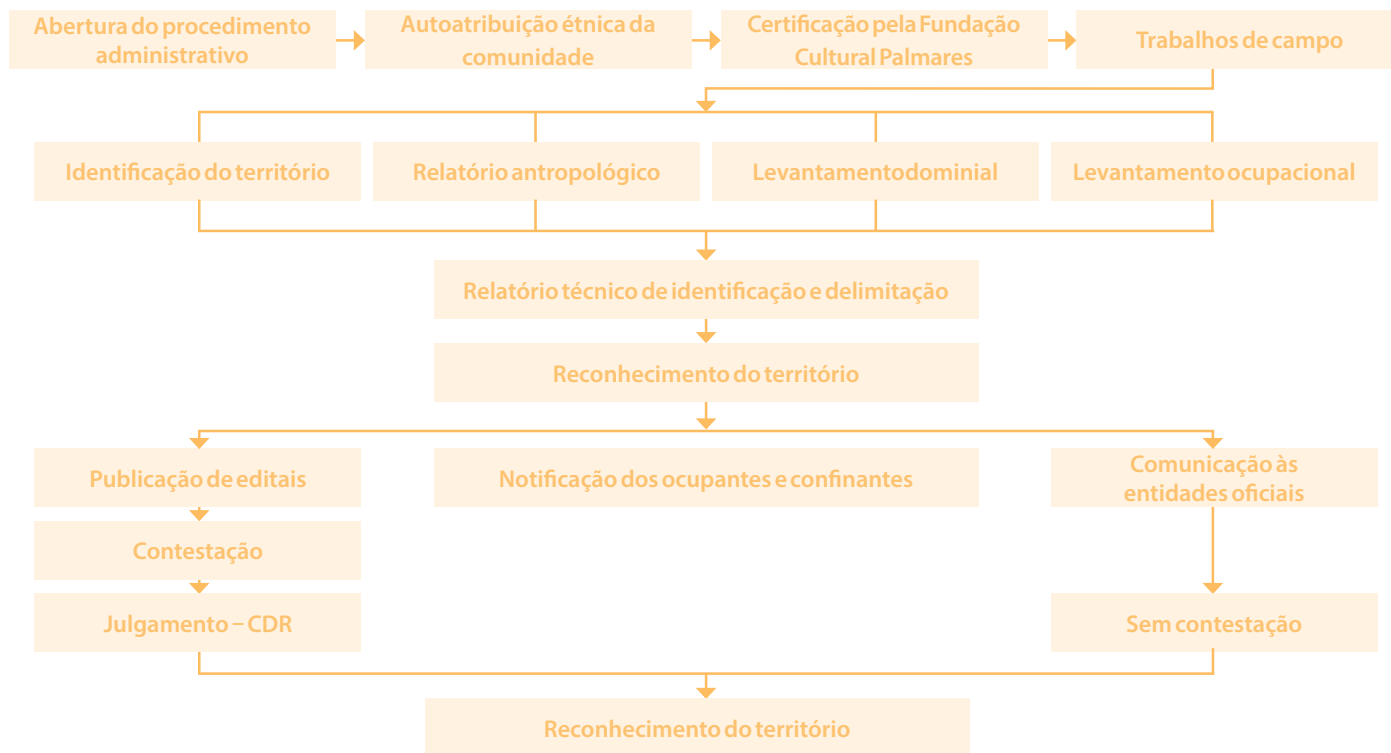 Abertura do procedimento
administrativo
Autoatribuição étnica da
comunidade
Certificação pela Fundação
Cultural Palmares
Trabalhos de campo
Identificação do território
Relatório antropológico
Levantamentodominial
Levantamento ocupacional
Relatório técnico de identificação e delimitação
Reconhecimento do território
Publicação de editais
Notificação dos ocupantes e confinantes
Comunicação às
entidades oficiais
Contestação
Julgamento – CDR
Sem contestação
Reconhecimento do território